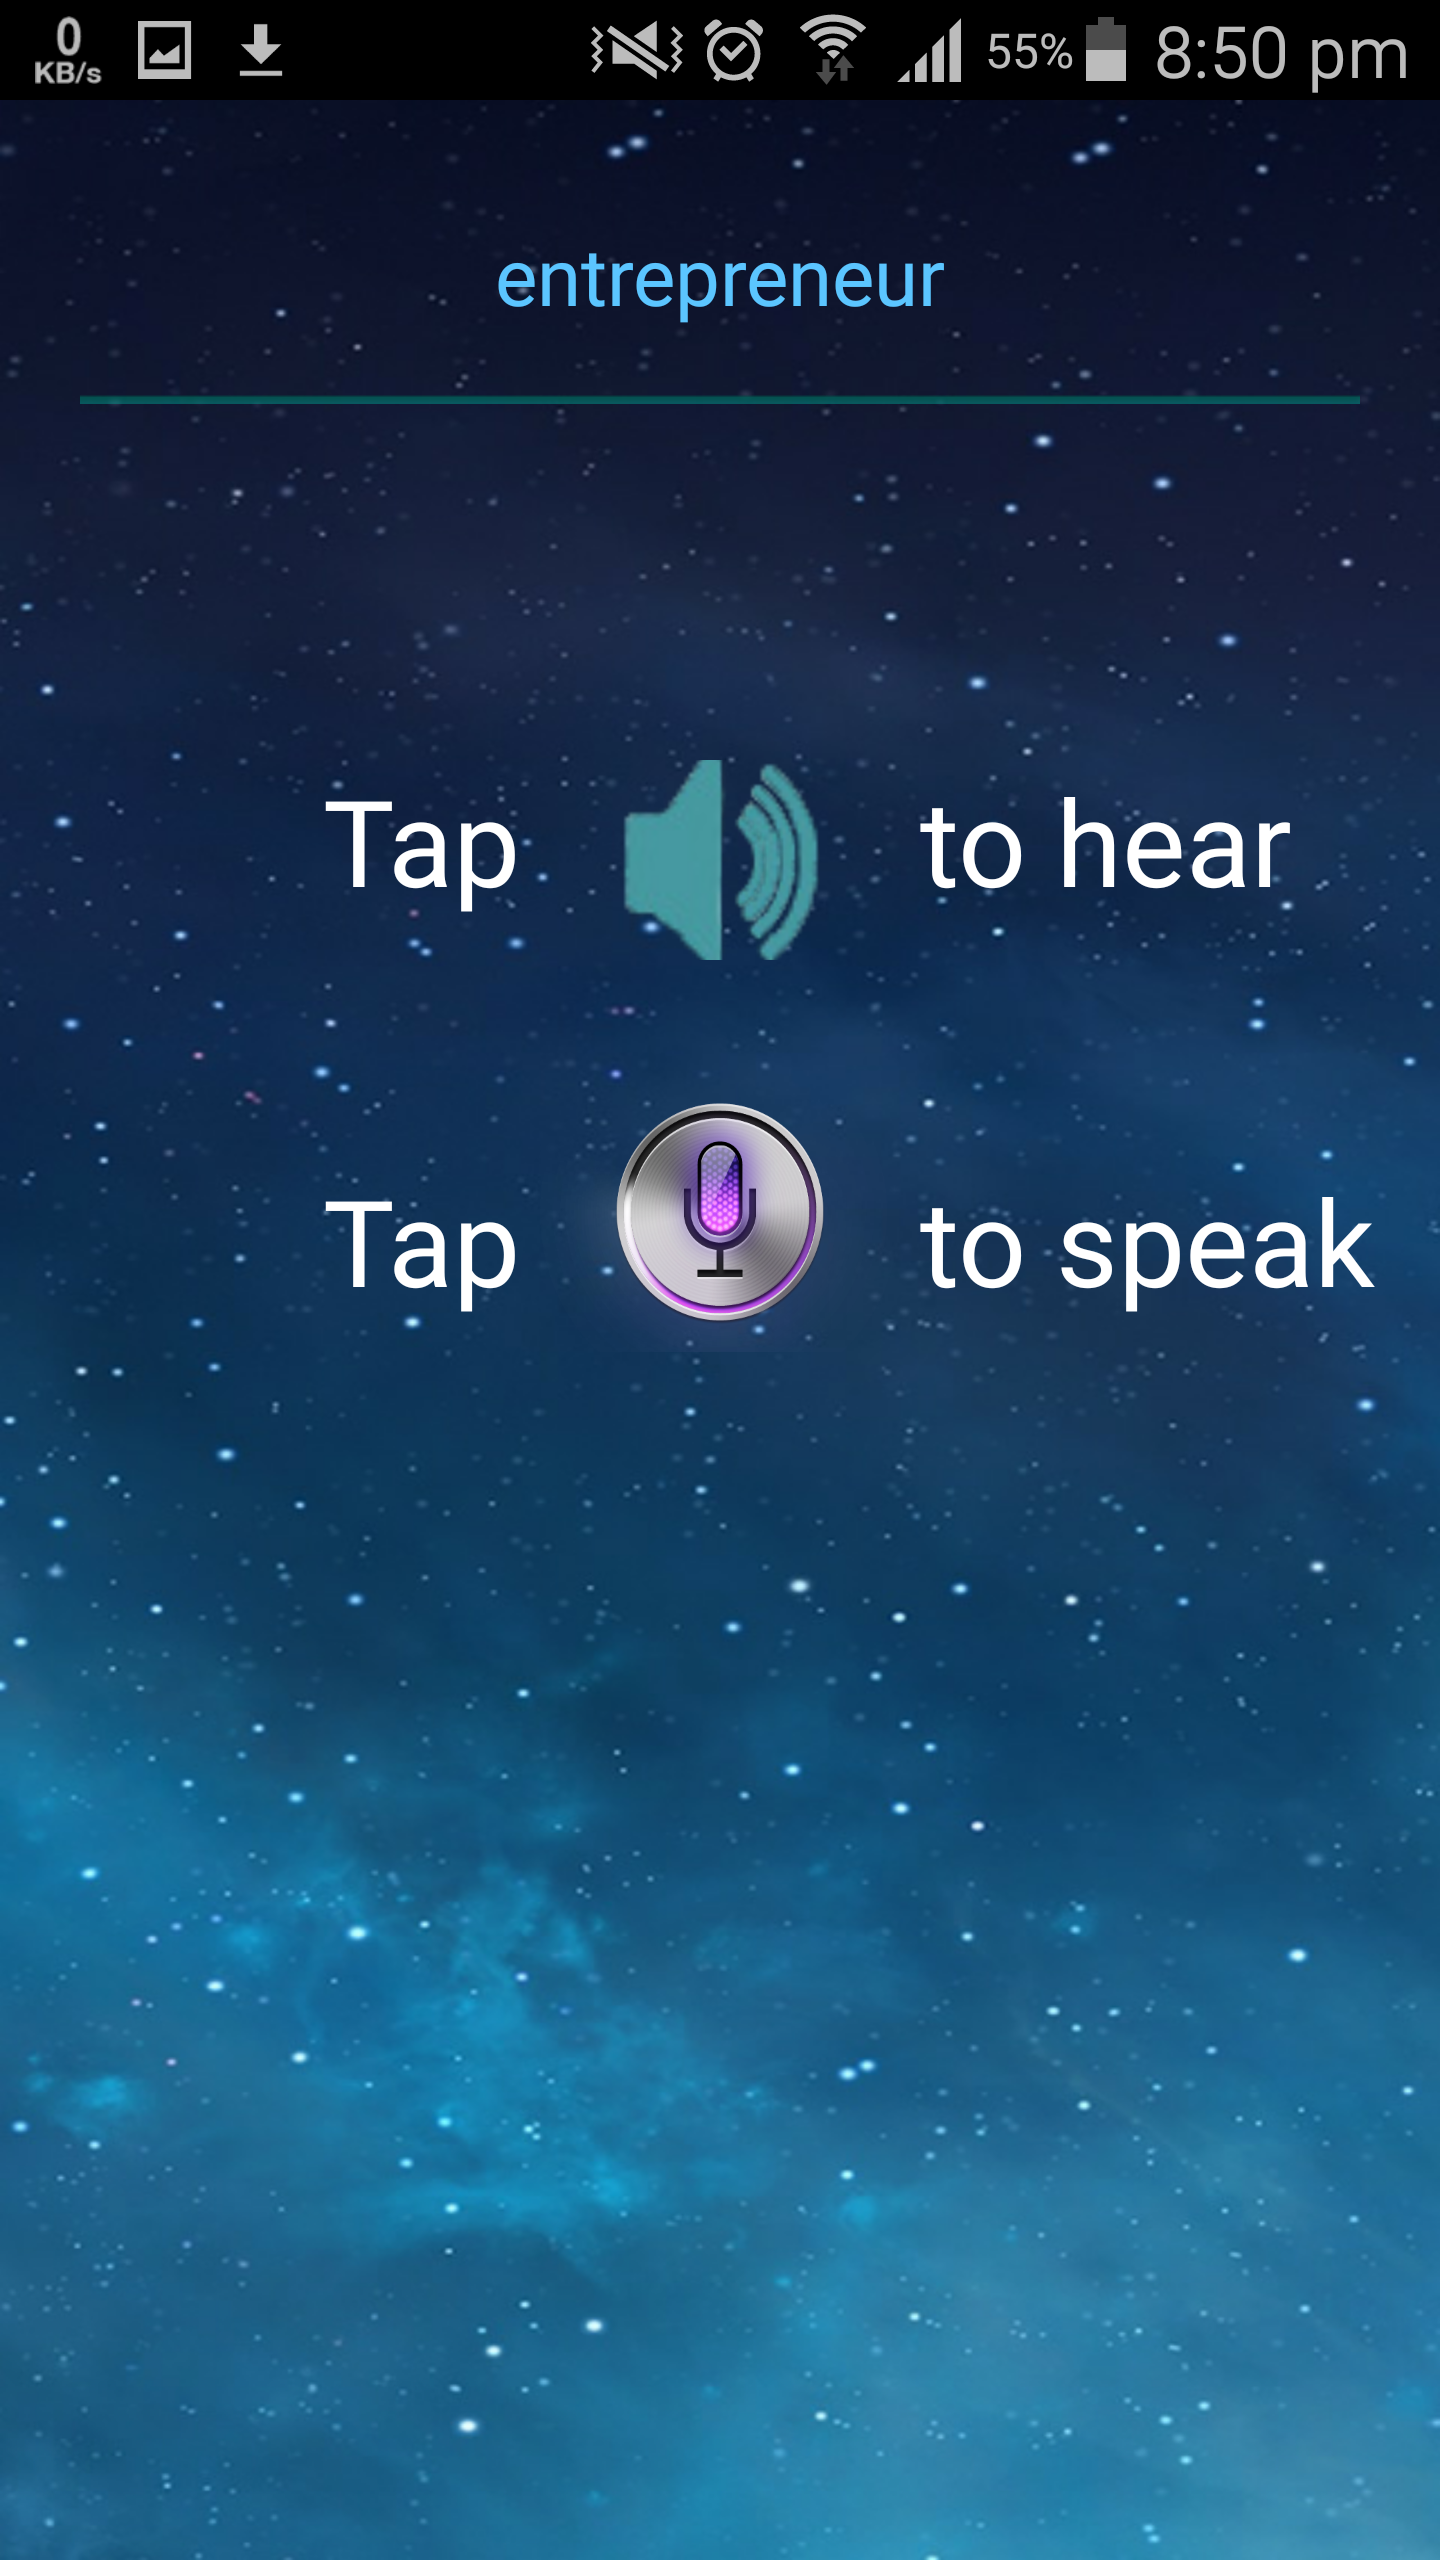 0
KB/s
55%
8:50 pm
entrepreneur
Tap to hear
Tap to speak